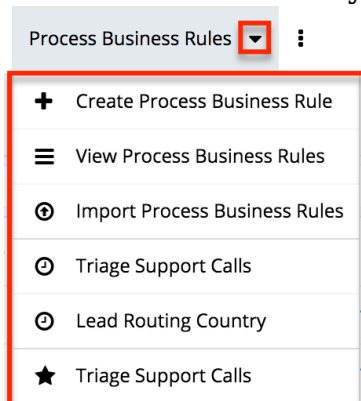 Process Business Rules
Create Process Business Rule
View Process Business Rules
Import Process Business Rules
Triage Support Calls
Lead Routing Country
Triage Support Calls